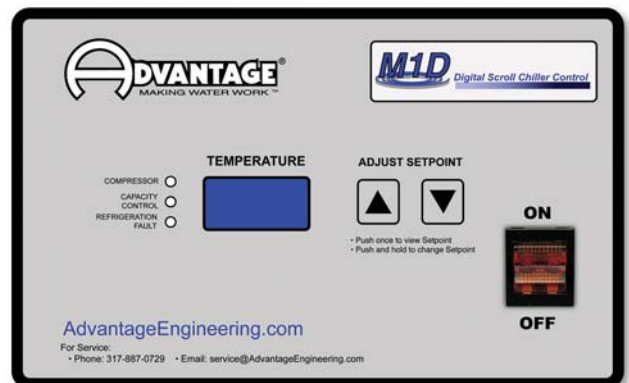 ADVANTAGE®
MAKING WATER WORK ™
M1D Digital Scroll Chiller Control
TEMPERATURE
ADJUST SETPOINT
COMPRESSOR
CAPACITY
CONTROL
REFRIGERATION
FAULT
• Push once to view Setpoint
• Push and hold to change Setpoint
ON
OFF
AdvantageEngineering.com
For Service:
• Phone: 317-887-0729 • Email: service@AdvantageEngineering.com